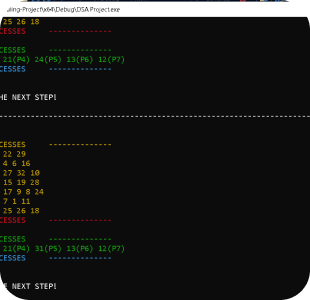 uling-Project\x64\Debug\DSA Project.exe
25 26 18
CESSES --------------
CESSES --------------
21(P4) 24(P5) 13(P6) 12(P7)
CESSES --------------
HE NEXT STEP!
CESSES --------------
22 29
4 6 16
27 32 10
15 19 28
17 9 8 24
7 1 11
25 26 18
CESSES --------------
CESSES --------------
21(P4) 31(P5) 13(P6) 12(P7)
CESSES --------------
E NEXT STEP!